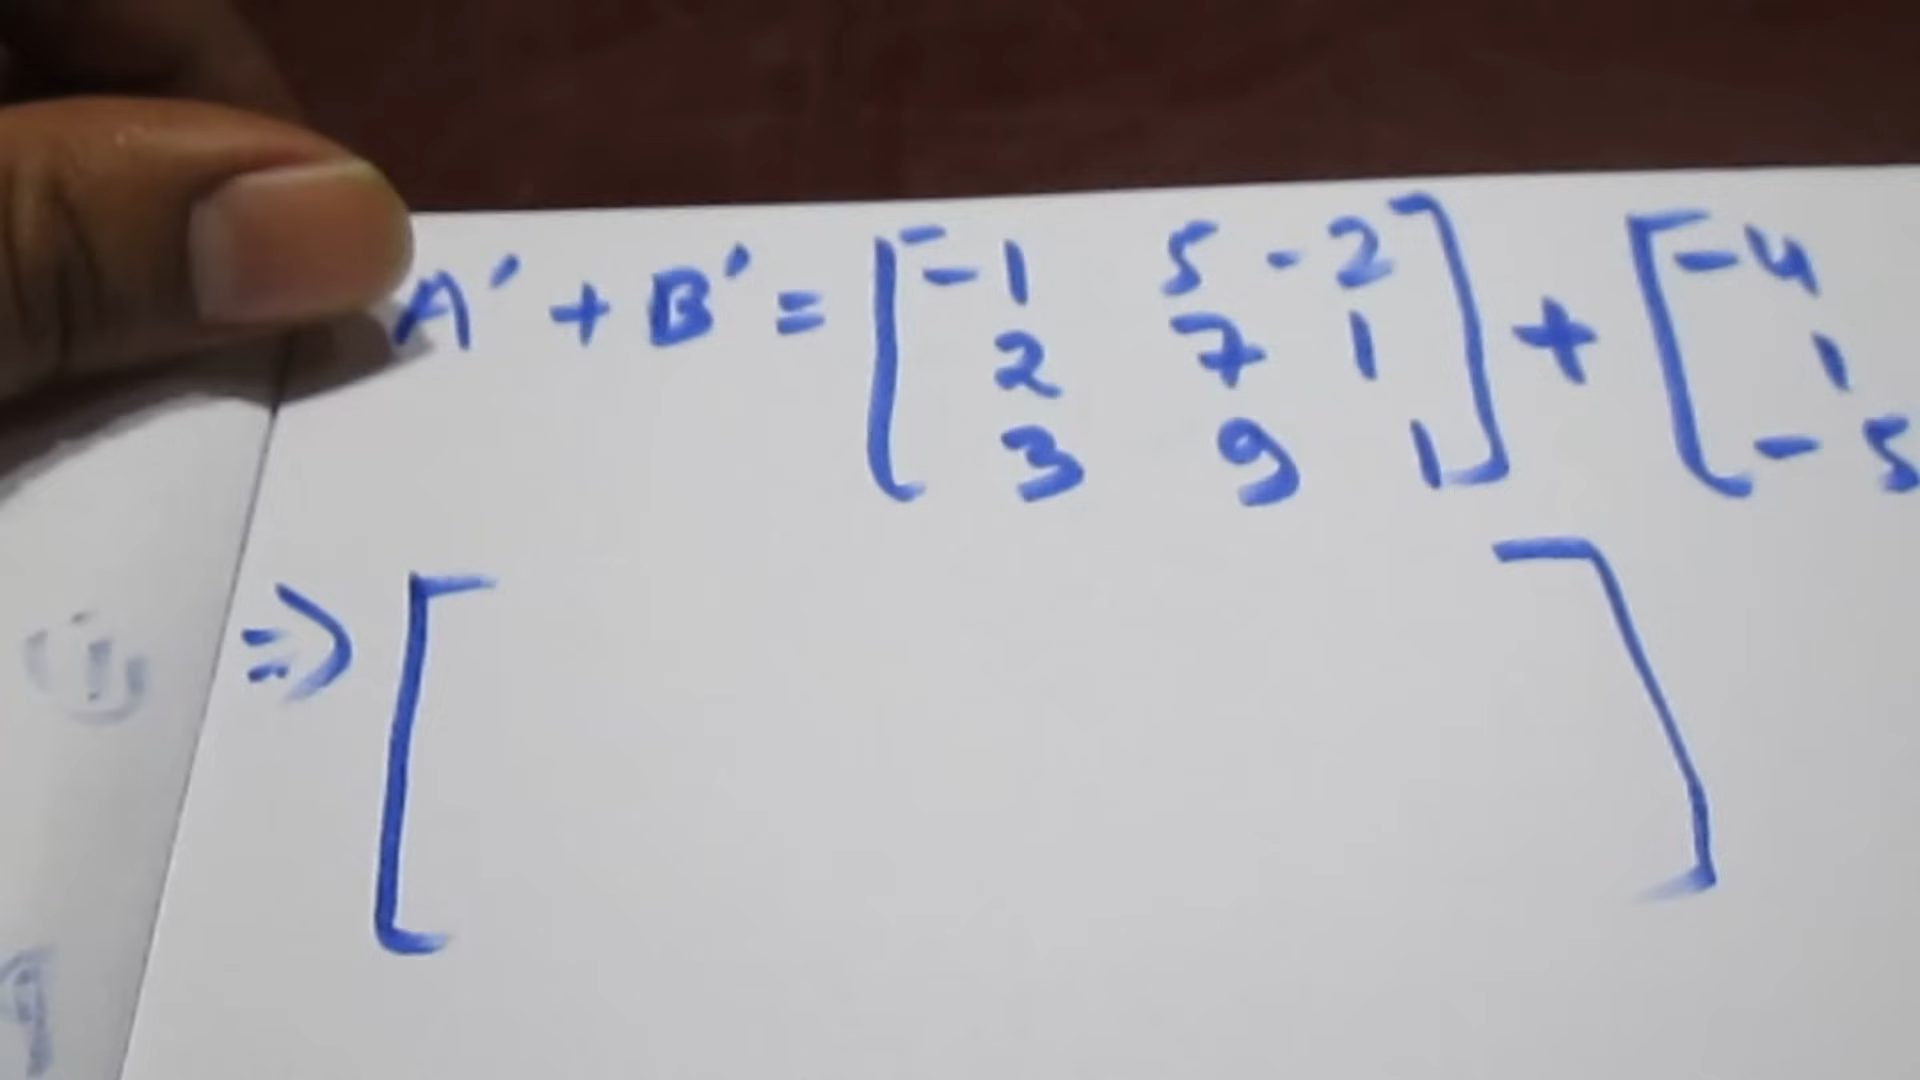 A' + B' = [ -1 5 -2 ] + [ -4
2 7 1 1
3 9 1 - 5
⇒ [ ]
(i)